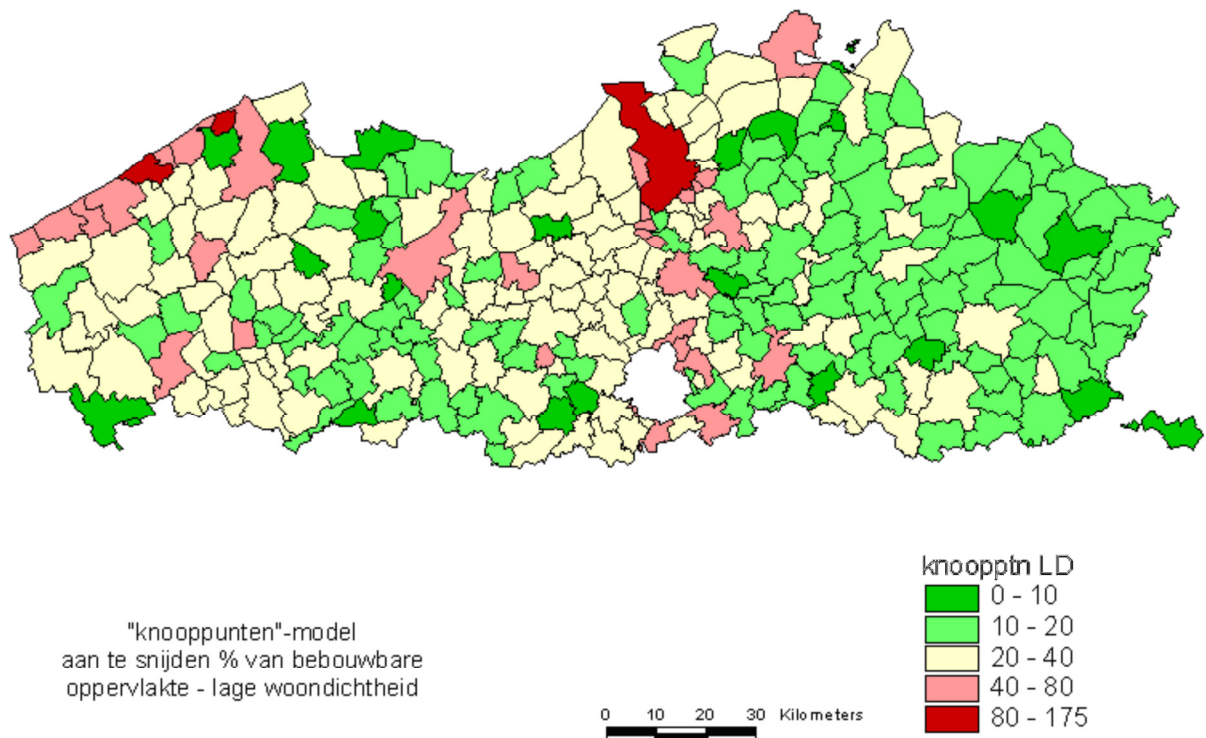 knoopptn LD
0 - 10
10 - 20
20 - 40
40 - 80
80 - 175
"knooppunten"-model
aan te snijden % van bebouwbare
oppervlakte - lage woondichtheid
0 10 20 30 Kilometers